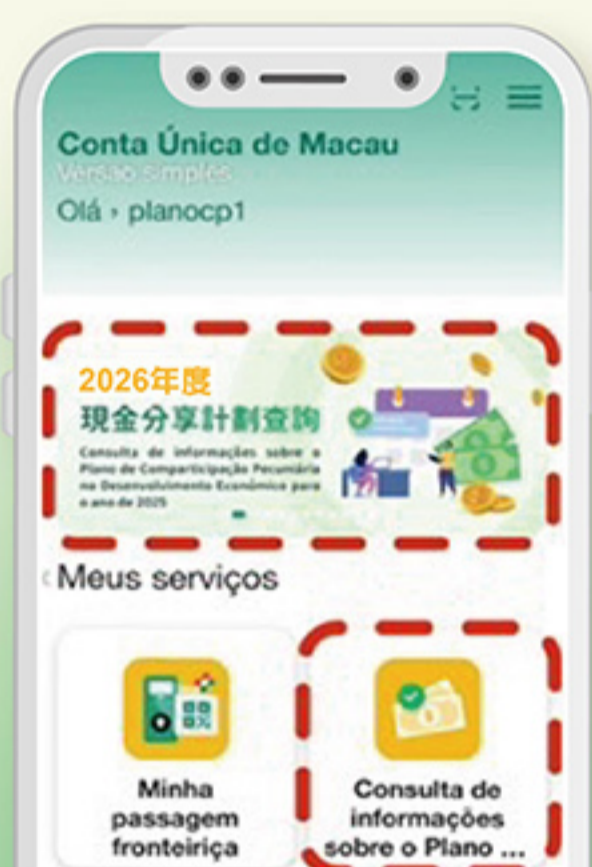 Conta Única de Macau
Versão simples
Olá , planocp1
2026年度
現金分享計劃查詢
Consulta de informações sobre o
Plano de Comparticipação Pecuniária
no Desenvolvimento Económico para
o ano de 2025
Meus serviços
Minha
passagem
fronteiriça
Consulta de
informações
sobre o Plano ...